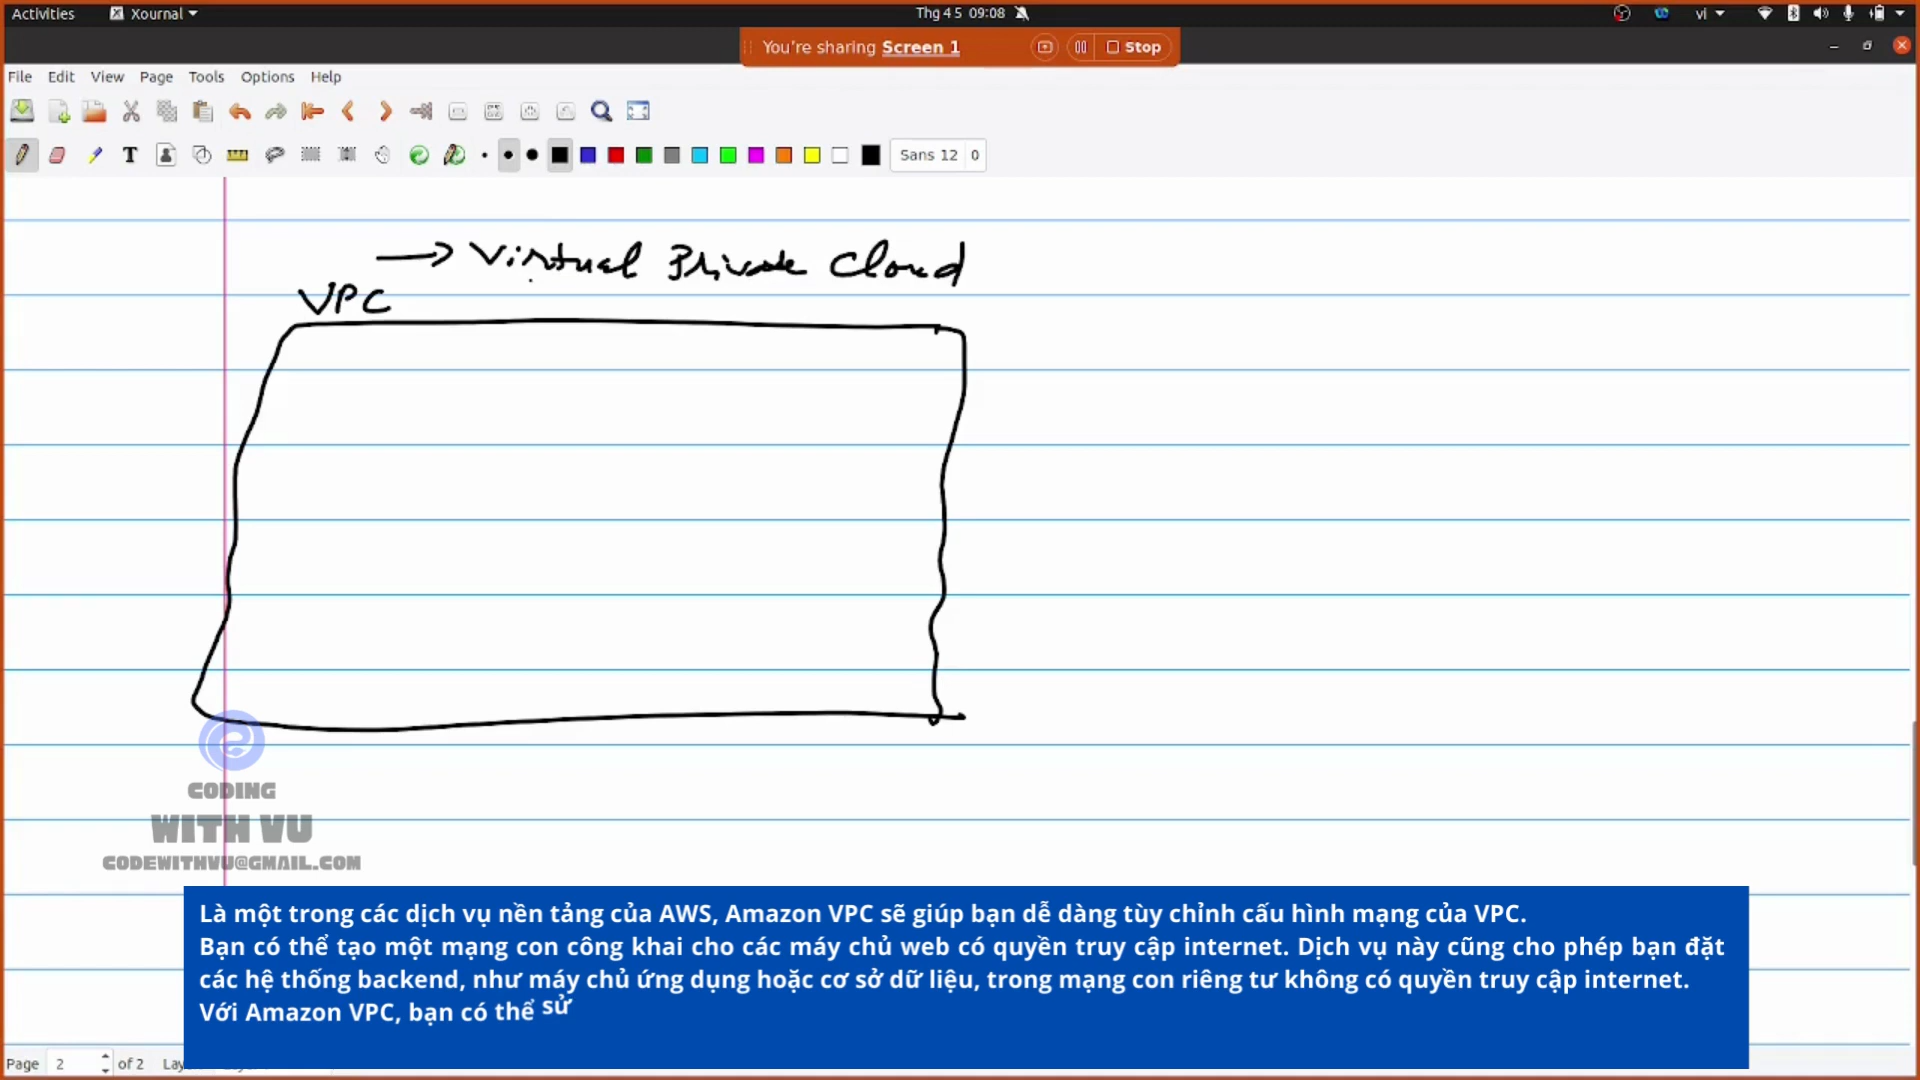 Activities Xournal Thg 4 5 09:08 vi
You're sharing Screen 1 Stop
File Edit View Page Tools Options Help
T Sans 12 0
→ Virtual Private Cloud
VPC
CODING
WITH VU
CODEWITHVU@GMAIL.COM
Là một trong các dịch vụ nền tảng của AWS, Amazon VPC sẽ giúp bạn dễ dàng tùy chỉnh cấu hình mạng của VPC.
Bạn có thể tạo một mạng con công khai cho các máy chủ web có quyền truy cập internet. Dịch vụ này cũng cho phép bạn đặt
các hệ thống backend, như máy chủ ứng dụng hoặc cơ sở dữ liệu, trong mạng con riêng tư không có quyền truy cập internet.
Với Amazon VPC, bạn có thể sử
Page 2 of 2